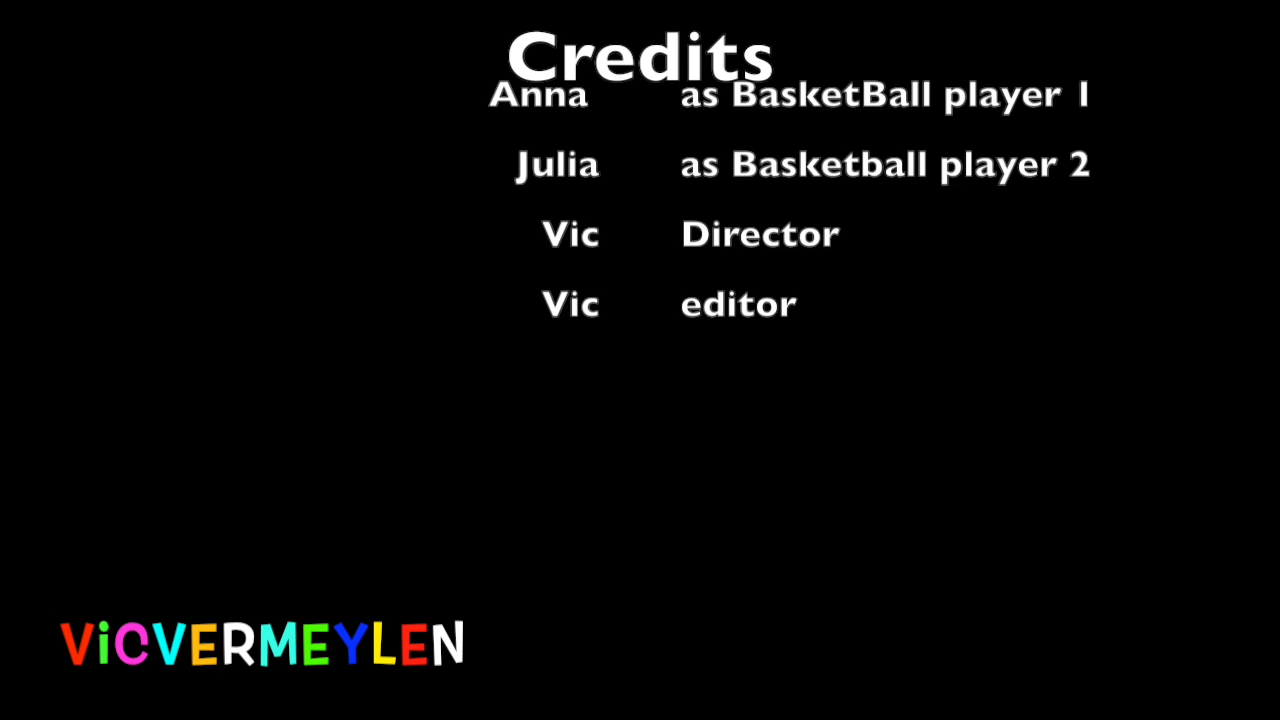 Credits
Anna as BasketBall player 1
Julia as Basketball player 2
Vic Director
Vic editor
ViCVERMEYLEN